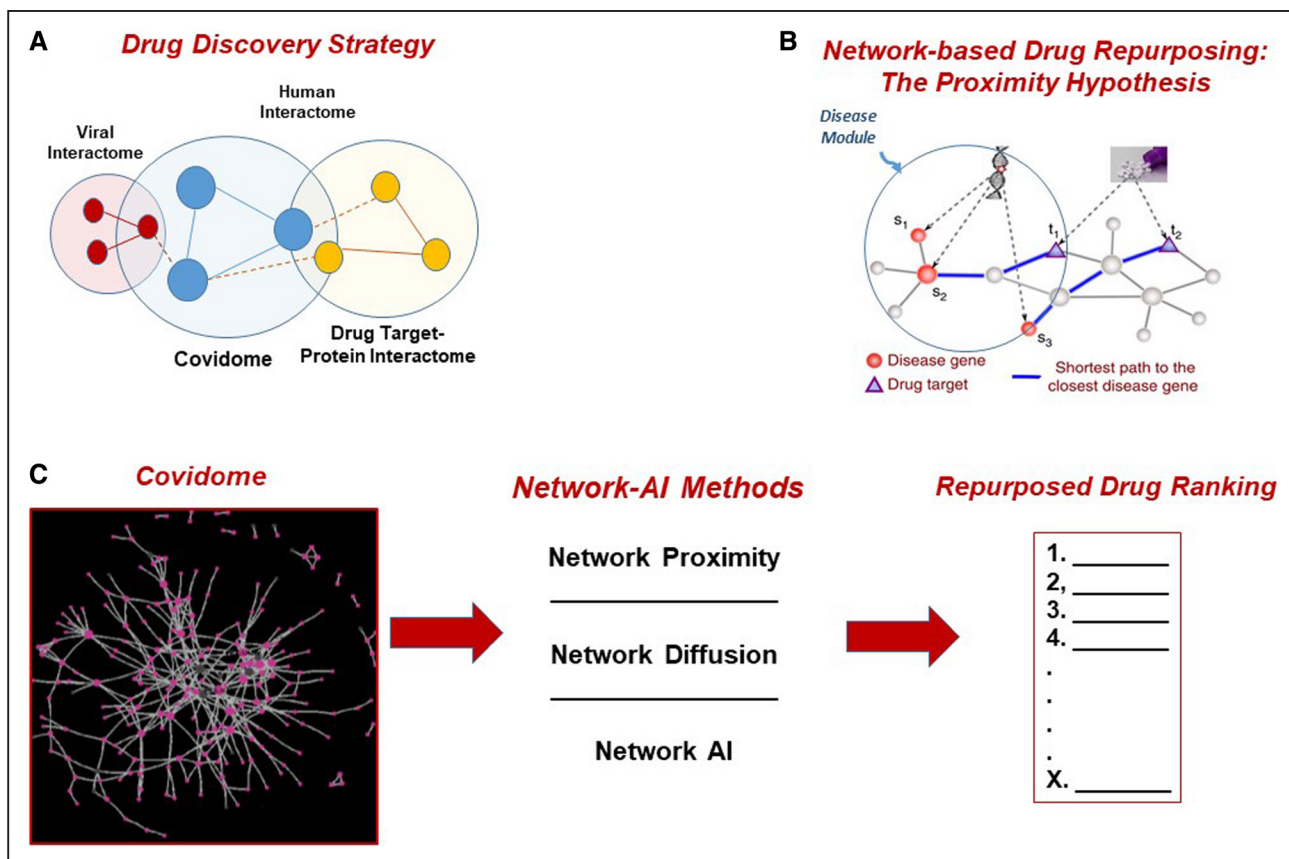 A
Drug Discovery Strategy
Human
Interactome
Viral
Interactome
Covidome
Drug Target-
Protein Interactome
B
Network-based Drug Repurposing:
The Proximity Hypothesis
Disease
Module
s1
t1
t2
s2
s3
Disease gene
Drug target
Shortest path to the
closest disease gene
C
Covidome
Network-AI Methods
Network Proximity
Network Diffusion
Network AI
Repurposed Drug Ranking
1.
2,
3.
4.
.
.
.
.
X.